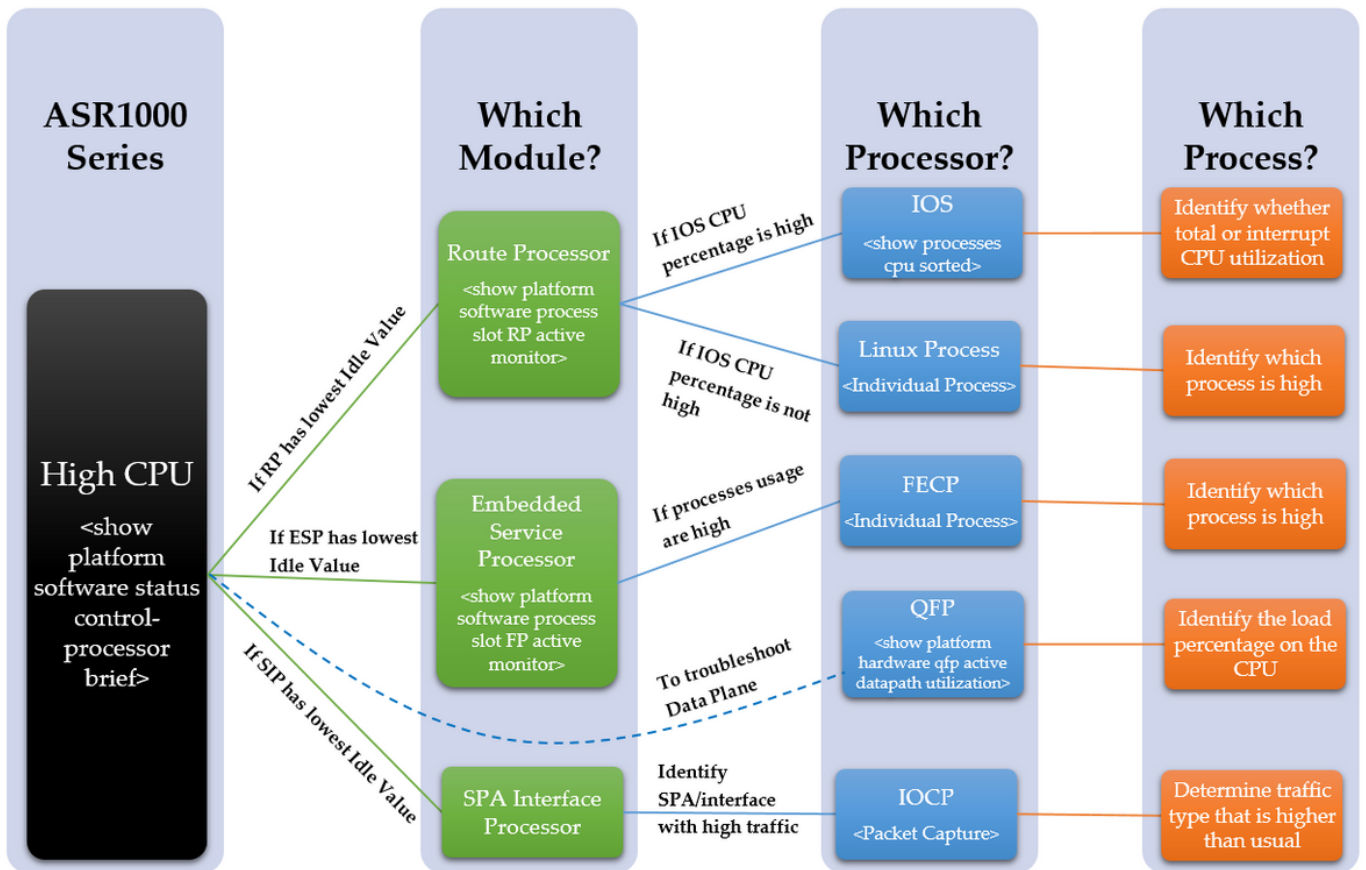 ASR1000
Series
High CPU
<show
platform
software status
control-
processor
brief>
If RP has lowest Idle Value
If ESP has lowest
Idle Value
If SIP has lowest Idle Value
Which
Module?
Route Processor
<show platform
software process
slot RP active
monitor>
Embedded
Service
Processor
<show platform
software process
slot FP active
monitor>
SPA Interface
Processor
If IOS CPU
percentage is high
If IOS CPU
percentage is not
high
If processes usage
are high
To troubleshoot
Data Plane
Identify
SPA/interface
with high traffic
Which
Processor?
IOS
<show processes
cpu sorted>
Linux Process
<Individual Process>
FECP
<Individual Process>
QFP
<show platform
hardware qfp active
datapath utilization>
IOCP
<Packet Capture>
Which
Process?
Identify whether
total or interrupt
CPU utilization
Identify which
process is high
Identify which
process is high
Identify the load
percentage on the
CPU
Determine traffic
type that is higher
than usual